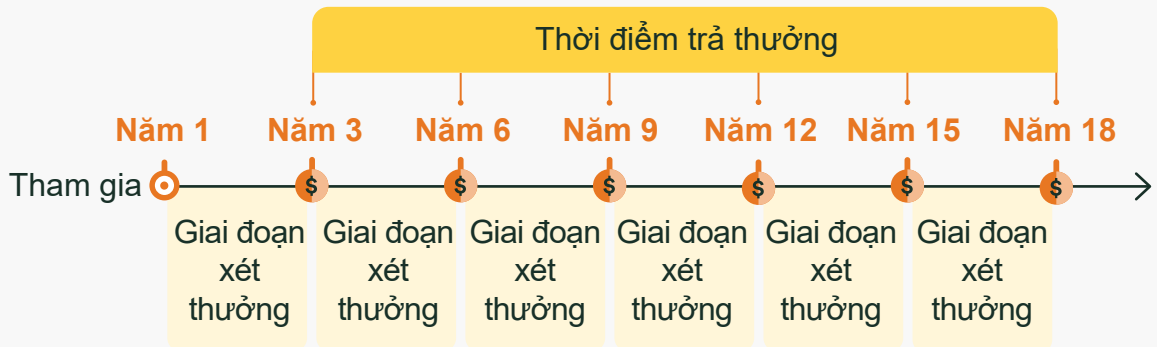 Thời điểm trả thưởng
Năm 1 Năm 3 Năm 6 Năm 9 Năm 12 Năm 15 Năm 18
Tham gia $ $ $ $ $ $
Giai đoạn Giai đoạn Giai đoạn Giai đoạn Giai đoạn Giai đoạn
xét xét xét xét xét xét
thưởng thưởng thưởng thưởng thưởng thưởng